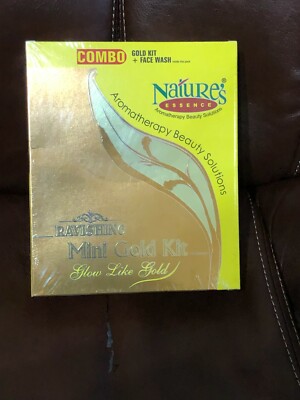 COMBO
GOLD KIT
+ FACE WASH
Nature's®
ESSENCE
Aromatherapy Beauty Solutions
Aromatherapy Beauty Solutions
RAVISHING
Mini Gold Kit
Glow Like Gold